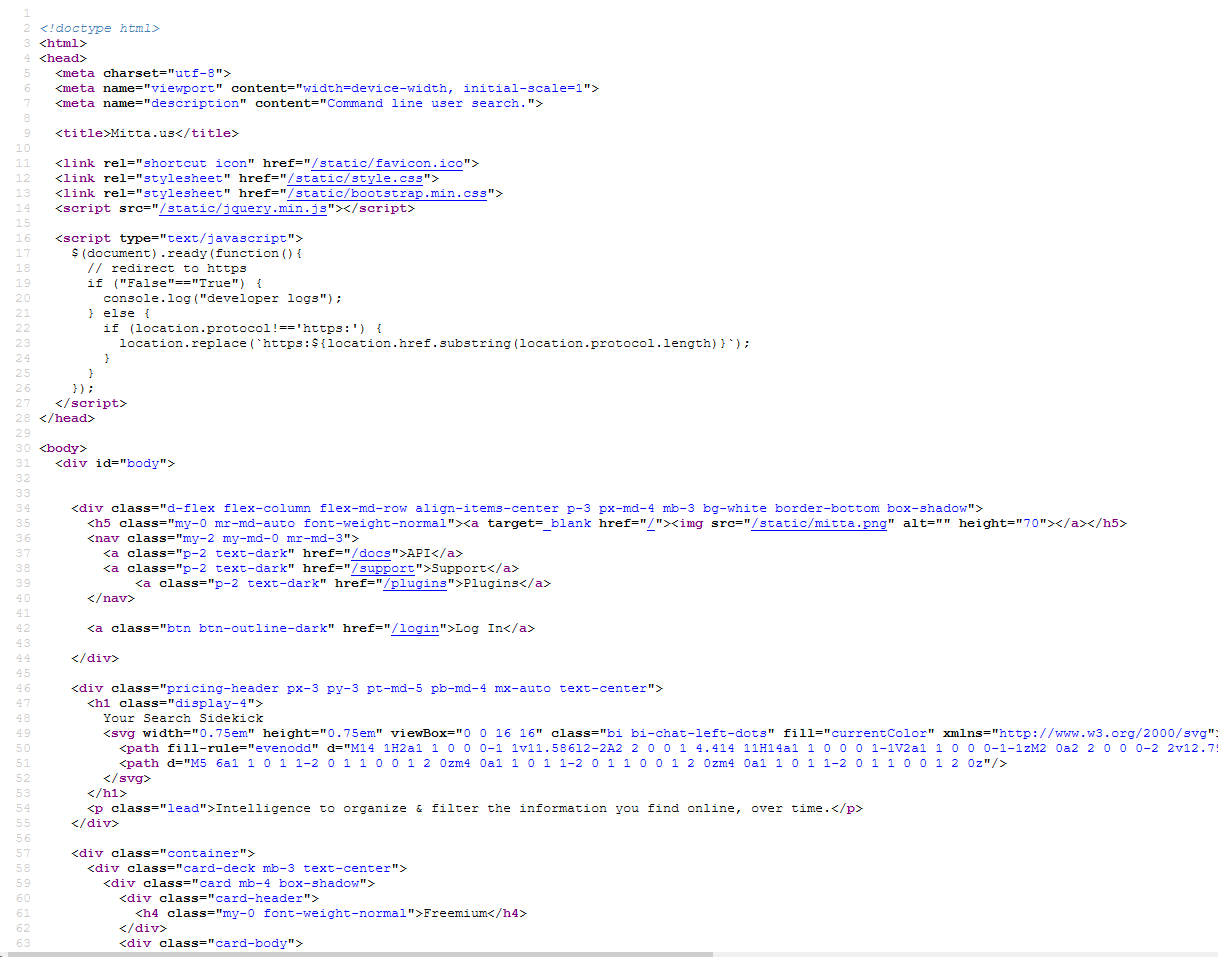 1
2 <!doctype html>
3 <html>
4 <head>
5   <meta charset="utf-8">
6   <meta name="viewport" content="width=device-width, initial-scale=1">
7   <meta name="description" content="Command line user search.">
8
9   <title>Mitta.us</title>
10
11   <link rel="shortcut icon" href="/static/favicon.ico">
12   <link rel="stylesheet" href="/static/style.css">
13   <link rel="stylesheet" href="/static/bootstrap.min.css">
14   <script src="/static/jquery.min.js"></script>
15
16   <script type="text/javascript">
17     $(document).ready(function(){
18       // redirect to https
19       if ("False"=="True") {
20         console.log("developer logs");
21       } else {
22         if (location.protocol!=='https:') {
23           location.replace(`https:${location.href.substring(location.protocol.length)}`);
24         }
25       }
26     });
27   </script>
28 </head>
29
30 <body>
31   <div id="body">
32
33
34     <div class="d-flex flex-column flex-md-row align-items-center p-3 px-md-4 mb-3 bg-white border-bottom box-shadow">
35       <h5 class="my-0 mr-md-auto font-weight-normal"><a target=_blank href="/"><img src="/static/mitta.png" alt="" height="70"></a></h5>
36       <nav class="my-2 my-md-0 mr-md-3">
37         <a class="p-2 text-dark" href="/docs">API</a>
38         <a class="p-2 text-dark" href="/support">Support</a>
39             <a class="p-2 text-dark" href="/plugins">Plugins</a>
40       </nav>
41
42       <a class="btn btn-outline-dark" href="/login">Log In</a>
43
44     </div>
45
46     <div class="pricing-header px-3 py-3 pt-md-5 pb-md-4 mx-auto text-center">
47       <h1 class="display-4">
48         Your Search Sidekick
49         <svg width="0.75em" height="0.75em" viewBox="0 0 16 16" class="bi bi-chat-left-dots" fill="currentColor" xmlns="http://www.w3.org/2000/svg">
50           <path fill-rule="evenodd" d="M14 1H2a1 1 0 0 0-1 1v11.586l2-2A2 2 0 0 1 4.414 11H14a1 1 0 0 0 1-1V2a1 1 0 0 0-1-1zM2 0a2 2 0 0 0-2 2v12.79
51           <path d="M5 6a1 1 0 1 1-2 0 1 1 0 0 1 2 0zm4 0a1 1 0 1 1-2 0 1 1 0 0 1 2 0zm4 0a1 1 0 1 1-2 0 1 1 0 0 1 2 0z"/>
52         </svg>
53       </h1>
54       <p class="lead">Intelligence to organize & filter the information you find online, over time.</p>
55     </div>
56
57     <div class="container">
58       <div class="card-deck mb-3 text-center">
59         <div class="card mb-4 box-shadow">
60           <div class="card-header">
61             <h4 class="my-0 font-weight-normal">Freemium</h4>
62           </div>
63           <div class="card-body">